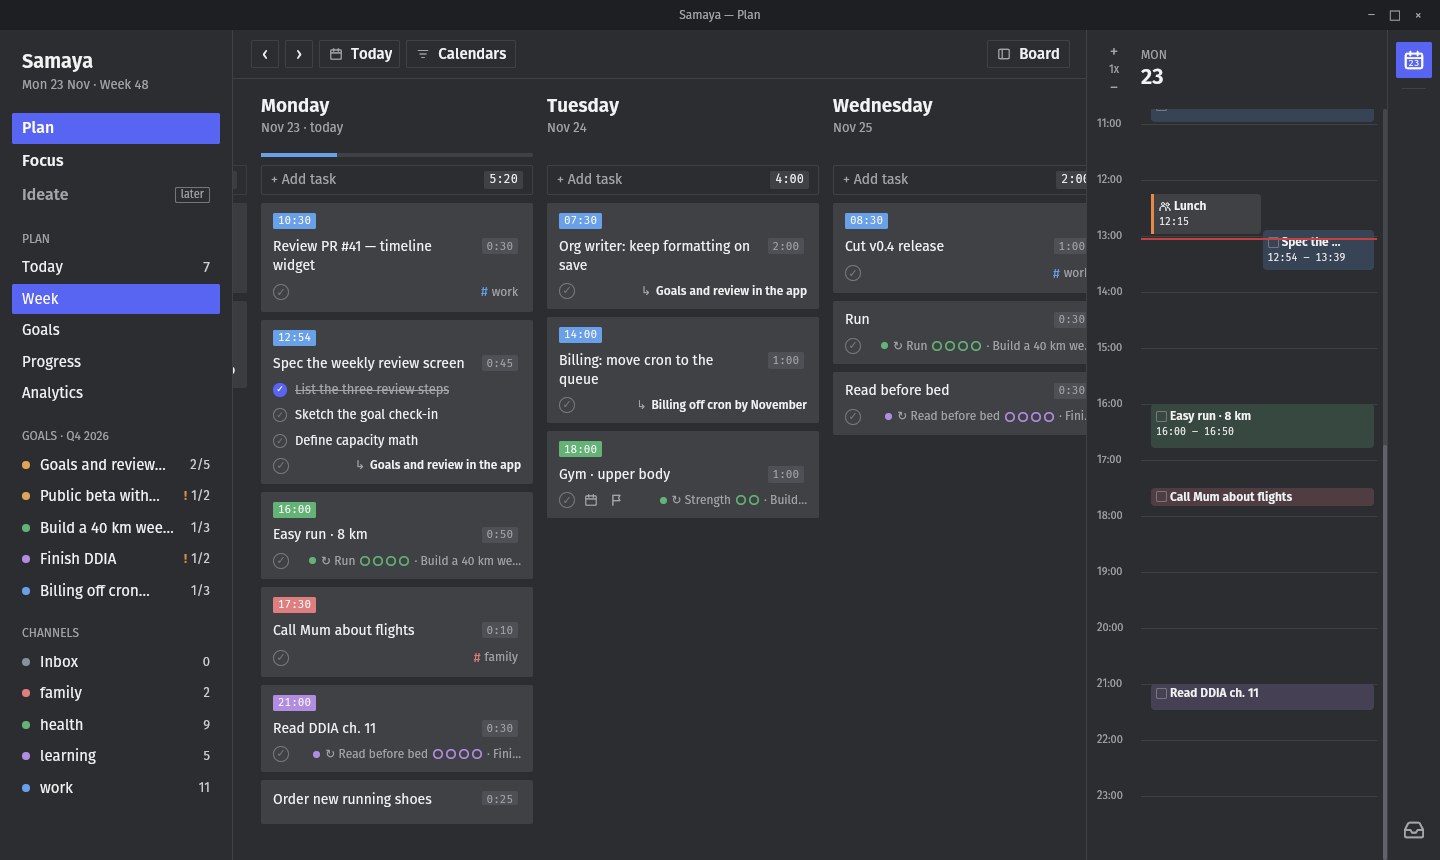 Samaya — Plan
Samaya
Mon 23 Nov · Week 48
Plan
Focus
Ideate later
PLAN
Today 7
Week
Goals
Progress
Analytics
GOALS · Q4 2026
Goals and review... 2/5
Public beta with... ! 1/2
Build a 40 km wee... 1/3
Finish DDIA ! 1/2
Billing off cron... 1/3
CHANNELS
Inbox 0
family 2
health 9
learning 5
work 11
Today
Calendars
Board
Monday
Nov 23 · today
+ Add task 5:20
10:30
Review PR #41 — timeline 0:30
widget
# work
12:54
Spec the weekly review screen 0:45
List the three review steps
Sketch the goal check-in
Define capacity math
↳ Goals and review in the app
16:00
Easy run · 8 km 0:50
↻ Run · Build a 40 km we...
17:30
Call Mum about flights 0:10
# family
21:00
Read DDIA ch. 11 0:30
↻ Read before bed · Fini...
Order new running shoes 0:25
Tuesday
Nov 24
+ Add task 4:00
07:30
Org writer: keep formatting on 2:00
save
↳ Goals and review in the app
14:00
Billing: move cron to the 1:00
queue
↳ Billing off cron by November
18:00
Gym · upper body 1:00
↻ Strength · Build...
Wednesday
Nov 25
+ Add task 2:00
08:30
Cut v0.4 release 1:00
# work
Run 0:30
↻ Run · Build a 40 km we...
Read before bed 0:30
↻ Read before bed · Fini...
+
1x
−
MON
23
11:00
12:00
Lunch
12:15
13:00
Spec the ...
12:54 – 13:39
14:00
15:00
16:00
Easy run · 8 km
16:00 – 16:50
17:00
Call Mum about flights
18:00
19:00
20:00
21:00
Read DDIA ch. 11
22:00
23:00
23